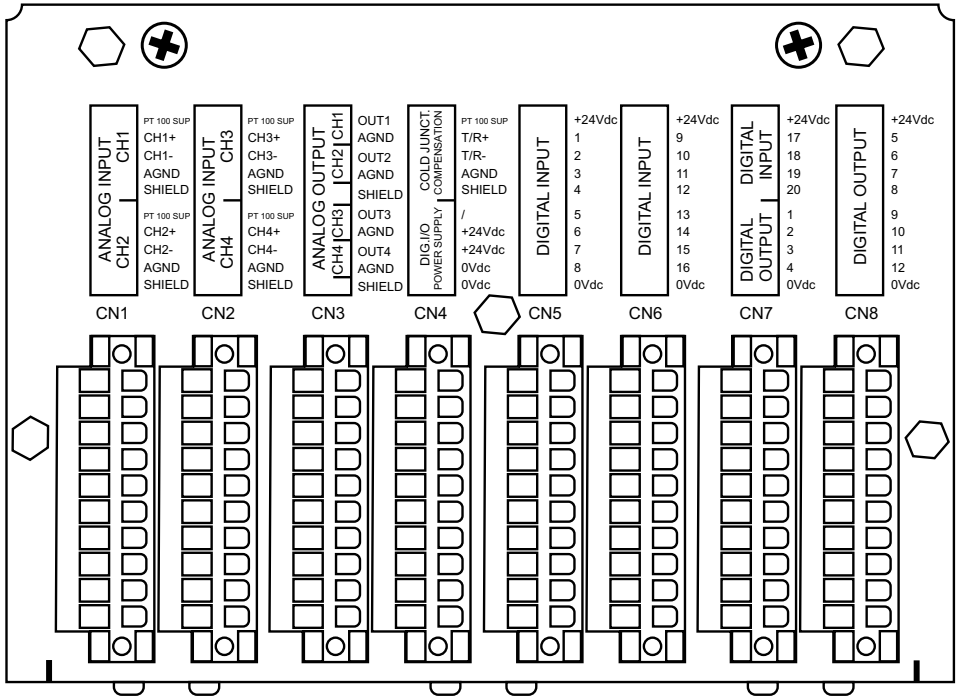 ANALOG INPUT
CH1
CH2
PT 100 SUP
CH1+
CH1-
AGND
SHIELD
PT 100 SUP
CH2+
CH2-
AGND
SHIELD
CN1
ANALOG INPUT
CH3
CH4
PT 100 SUP
CH3+
CH3-
AGND
SHIELD
PT 100 SUP
CH4+
CH4-
AGND
SHIELD
CN2
ANALOG OUTPUT
CH1
CH2
CH3
CH4
OUT1
AGND
OUT2
AGND
SHIELD
OUT3
AGND
OUT4
AGND
SHIELD
CN3
COLD JUNCT.
COMPENSATION
DIG.I/O
POWER SUPPLY
PT 100 SUP
T/R+
T/R-
AGND
SHIELD
/
+24Vdc
+24Vdc
0Vdc
0Vdc
CN4
DIGITAL INPUT
+24Vdc
1
2
3
4
5
6
7
8
0Vdc
CN5
DIGITAL INPUT
+24Vdc
9
10
11
12
13
14
15
16
0Vdc
CN6
DIGITAL
INPUT
DIGITAL
OUTPUT
+24Vdc
17
18
19
20
1
2
3
4
0Vdc
CN7
DIGITAL OUTPUT
+24Vdc
5
6
7
8
9
10
11
12
0Vdc
CN8